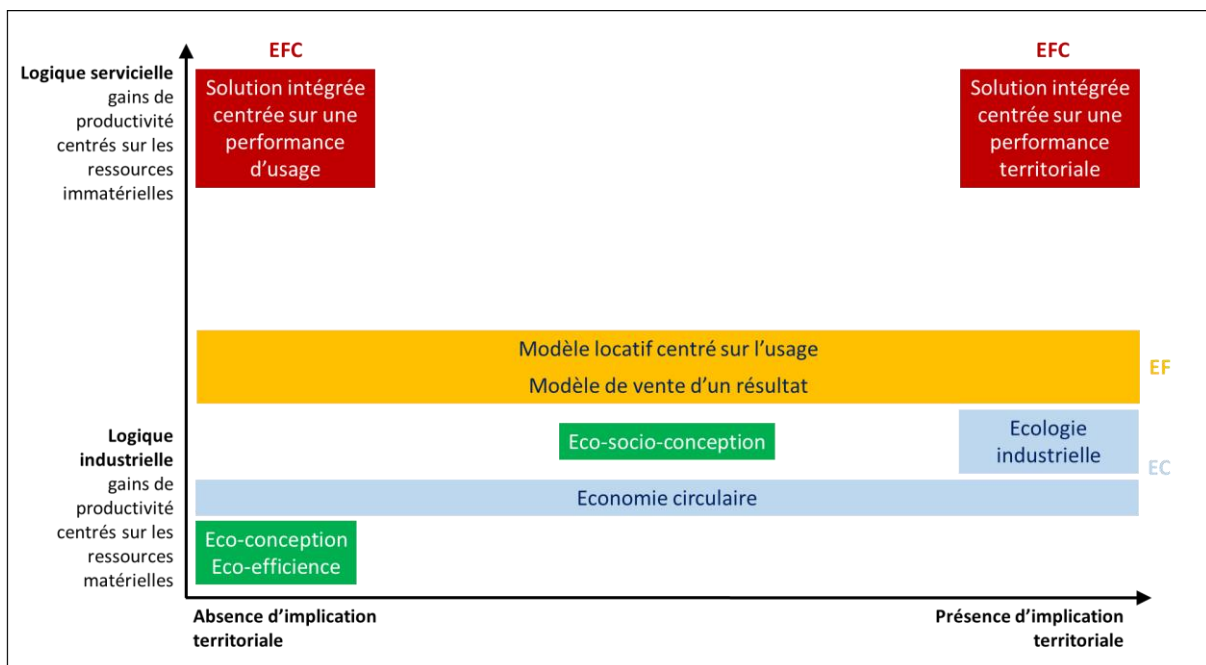 EFC
EFC
Logique servicielle
gains de
productivité
centrés sur les
ressources
immatérielles
Solution intégrée
centrée sur une
performance
d’usage
Solution intégrée
centrée sur une
performance
territoriale
Modèle locatif centré sur l’usage
Modèle de vente d’un résultat
EF
Logique
industrielle
gains de
productivité
centrés sur les
ressources
matérielles
Eco-socio-conception
Ecologie
industrielle
EC
Economie circulaire
Eco-conception
Eco-efficience
Absence d’implication
territoriale
Présence d’implication
territoriale